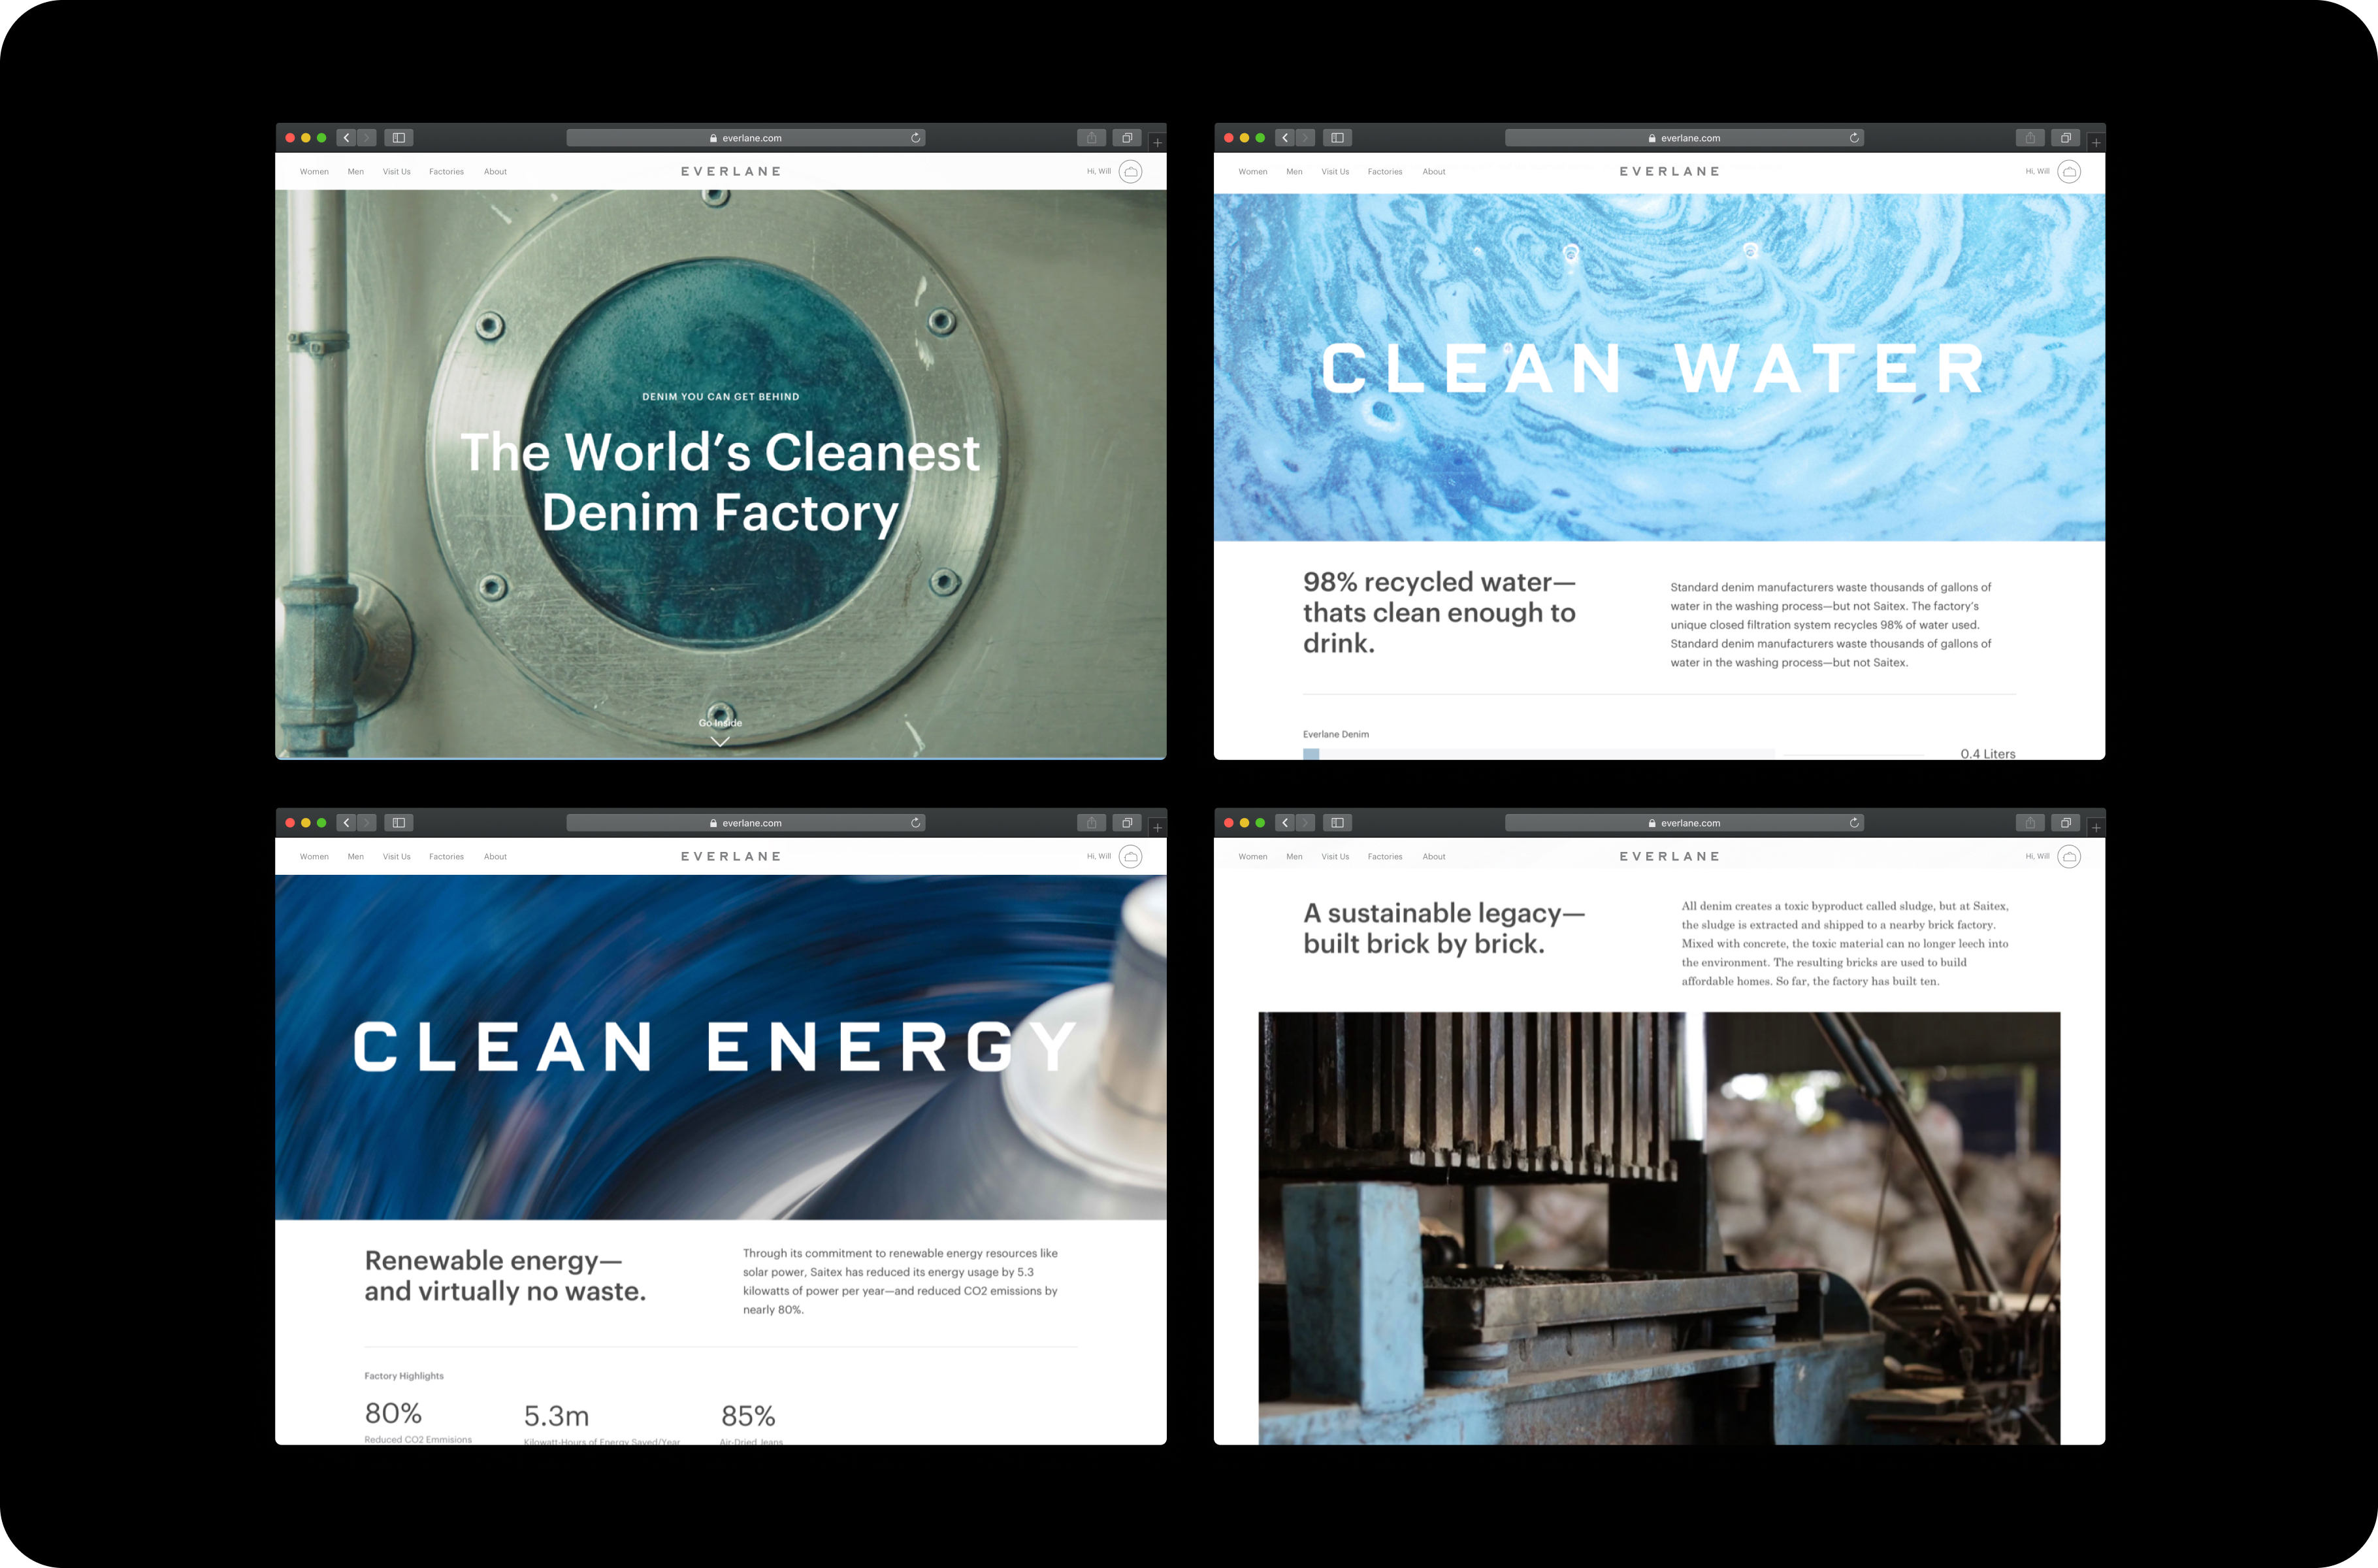 everlane.com
Women Men Visit Us Factories About
EVERLANE
Hi, Will
DENIM YOU CAN GET BEHIND
The World's Cleanest
Denim Factory
Go Inside
everlane.com
Women Men Visit Us Factories About
EVERLANE
Hi, Will
CLEAN WATER
98% recycled water—
thats clean enough to
drink.
Standard denim manufacturers waste thousands of gallons of
water in the washing process—but not Saitex. The factory's
unique closed filtration system recycles 98% of water used.
Standard denim manufacturers waste thousands of gallons of
water in the washing process—but not Saitex.
Everlane Denim
0.4 Liters
everlane.com
Women Men Visit Us Factories About
EVERLANE
Hi, Will
CLEAN ENERGY
Renewable energy—
and virtually no waste.
Through its commitment to renewable energy resources like
solar power, Saitex has reduced its energy usage by 5.3
kilowatts of power per year—and reduced CO2 emissions by
nearly 80%.
Factory Highlights
80%
Reduced CO2 Emmisions
5.3m
Kilowatt-Hours of Energy Saved/Year
85%
Air-Dried Jeans
everlane.com
Women Men Visit Us Factories About
EVERLANE
Hi, Will
A sustainable legacy—
built brick by brick.
All denim creates a toxic byproduct called sludge, but at Saitex,
the sludge is extracted and shipped to a nearby brick factory.
Mixed with concrete, the toxic material can no longer leech into
the environment. The resulting bricks are used to build
affordable homes. So far, the factory has built ten.